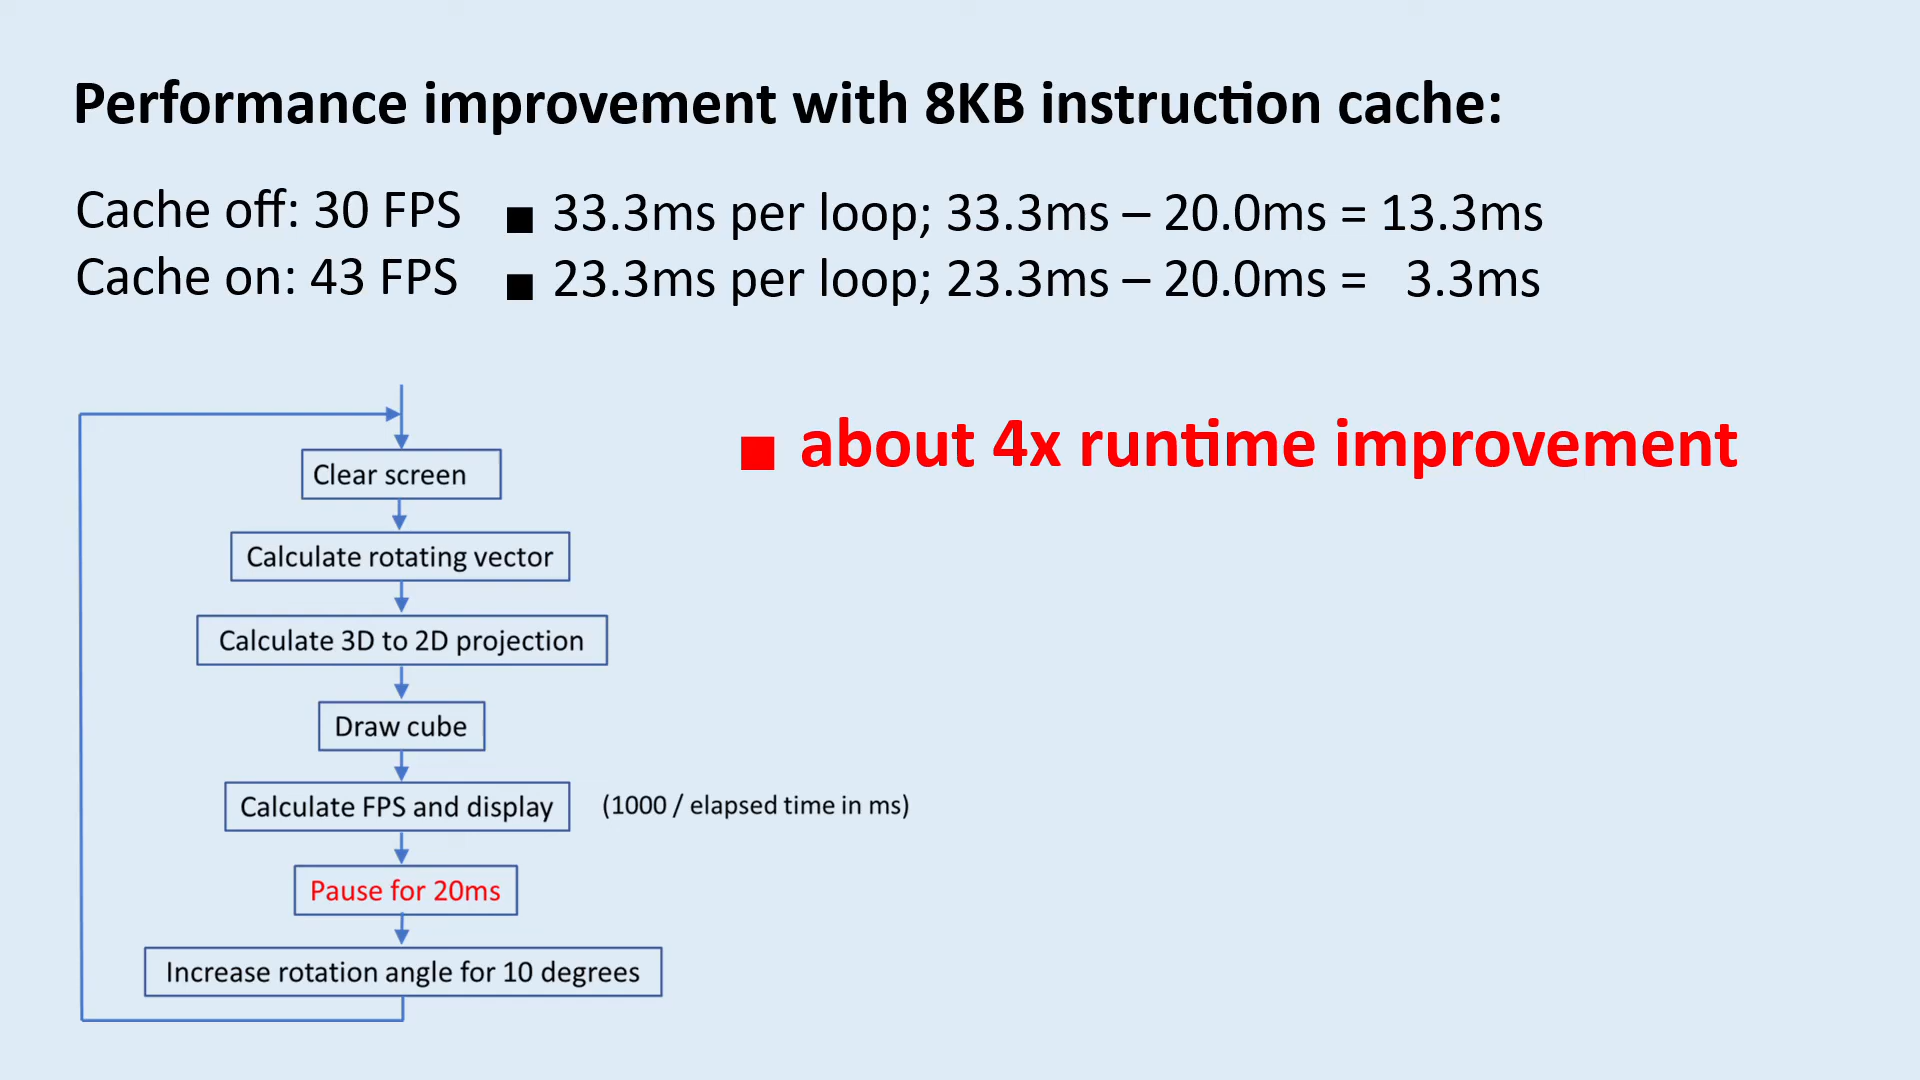 Performance improvement with 8KB instruction cache:
Cache off: 30 FPS ■ 33.3ms per loop; 33.3ms – 20.0ms = 13.3ms
Cache on: 43 FPS ■ 23.3ms per loop; 23.3ms – 20.0ms = 3.3ms
■ about 4x runtime improvement
Clear screen
Calculate rotating vector
Calculate 3D to 2D projection
Draw cube
Calculate FPS and display (1000 / elapsed time in ms)
Pause for 20ms
Increase rotation angle for 10 degrees